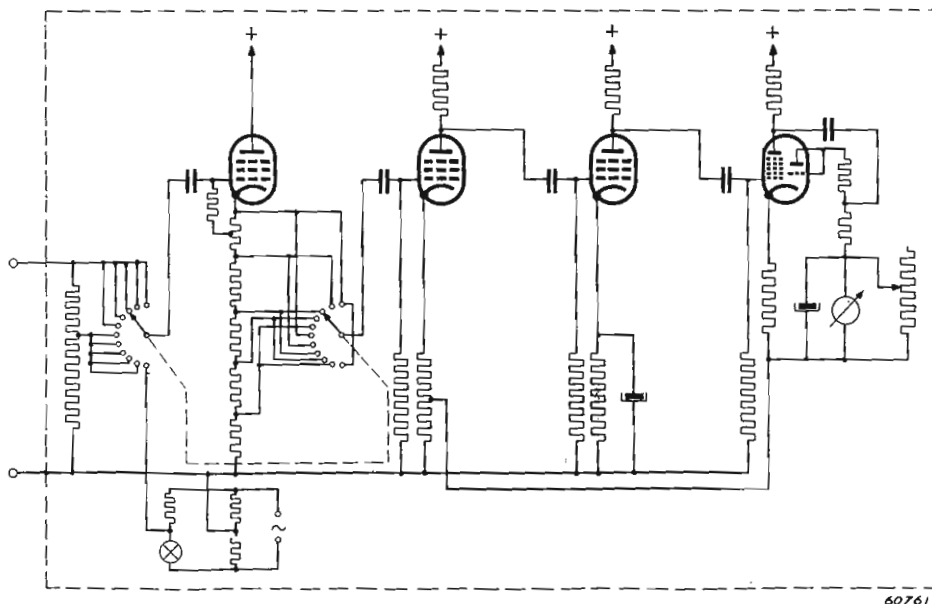 + + + +
~
60761